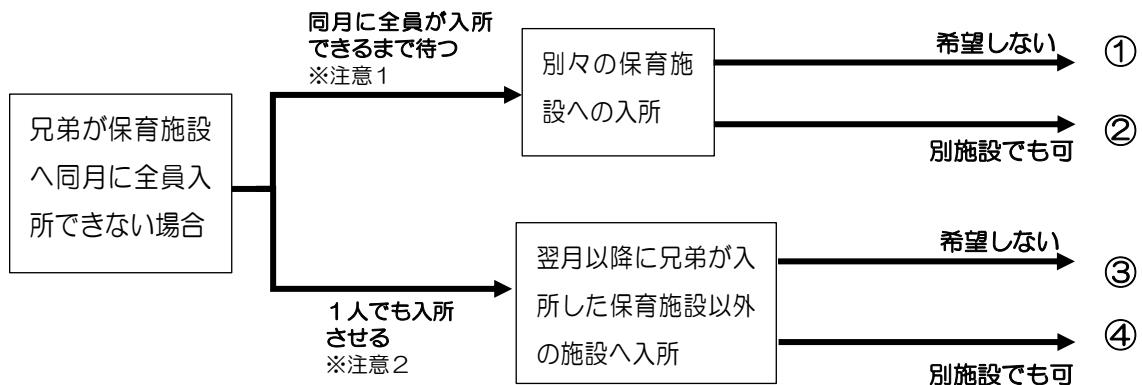 兄弟が保育施設
へ同月に全員入
所できない場合
同月に全員が入所
できるまで待つ
※注意１
別々の保育施
設への入所
希望しない
①
②
別施設でも可
１人でも入所
させる
※注意２
翌月以降に兄弟が入
所した保育施設以外
の施設へ入所
希望しない
③
④
別施設でも可